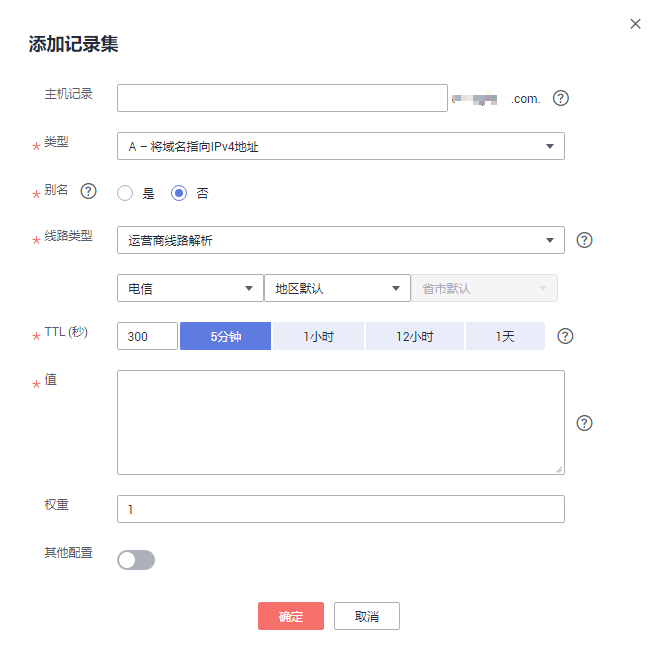 添加记录集
主机记录
.com.
* 类型
A – 将域名指向IPv4地址
* 别名
是
否
* 线路类型
运营商线路解析
电信
地区默认
省市默认
* TTL (秒)
300
5分钟
1小时
12小时
1天
* 值
权重
1
其他配置
确定
取消